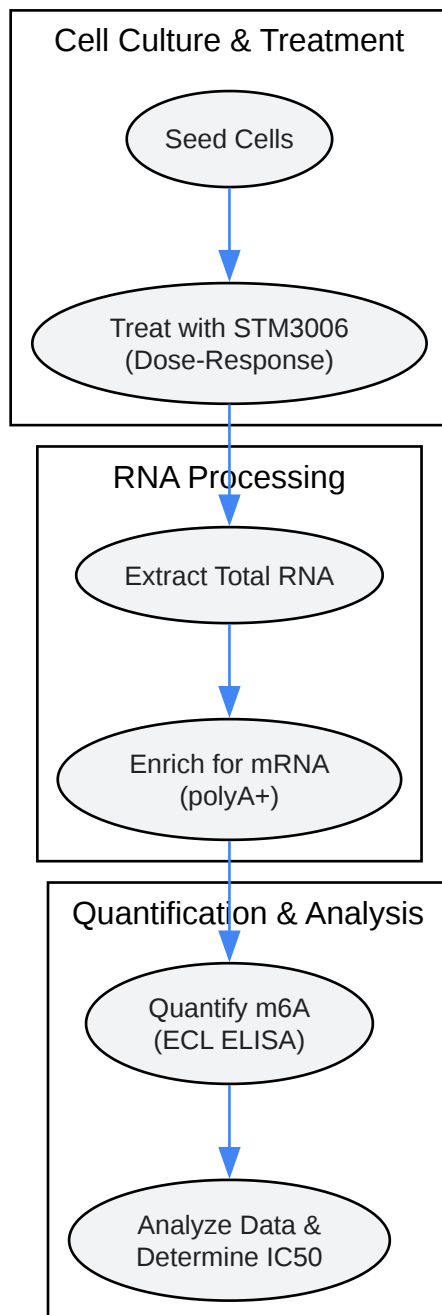 Cell Culture & Treatment
Seed Cells
Treat with STM3006
(Dose-Response)
RNA Processing
Extract Total RNA
Enrich for mRNA
(polyA+)
Quantification & Analysis
Quantify m6A
(ECL ELISA)
Analyze Data &
Determine IC50